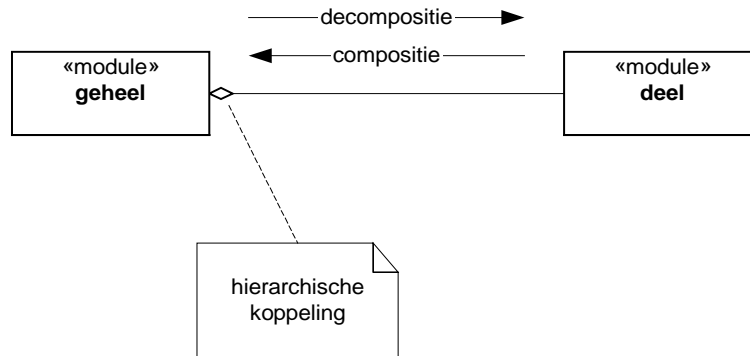 decompositie
compositie
«module»
geheel
«module»
deel
hierarchische
koppeling